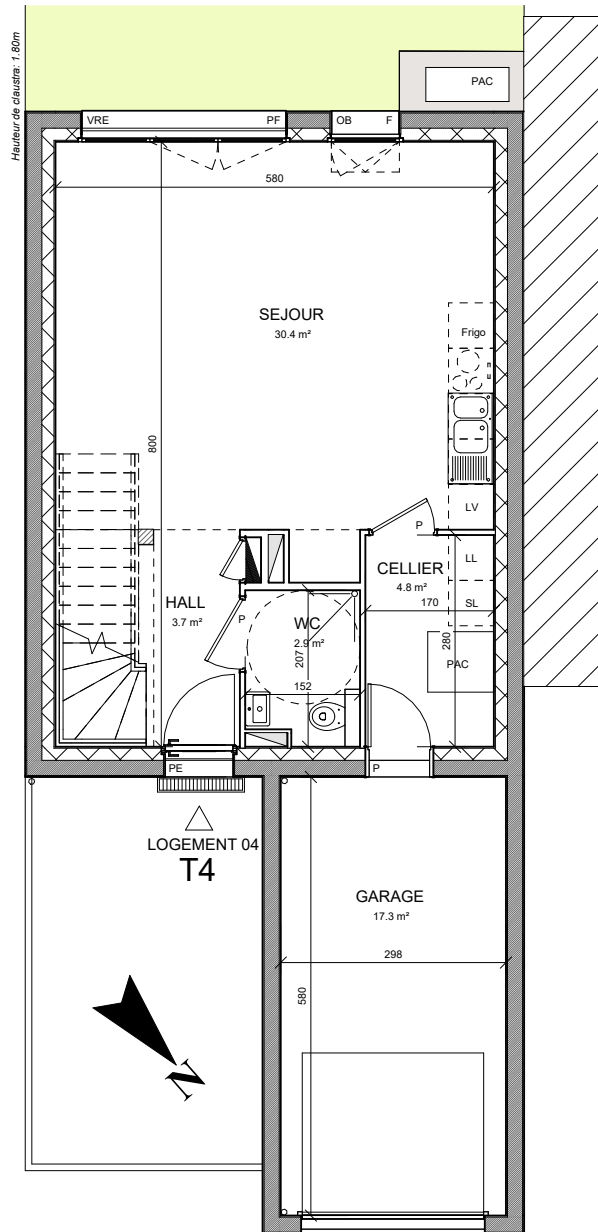 Hauteur de claustra: 1.80m
PAC
VRE PF OB F
580
SEJOUR
30.4 m²
Frigo
800
LV
P
CELLIER
4.8 m²
LL
170
SL
280
PAC
HALL
3.7 m²
P
WC
2.9 m²
207
152
PE
P
LOGEMENT 04
T4
GARAGE
17.3 m²
298
580
N